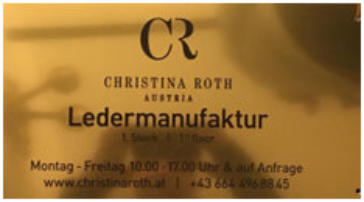 CR
CHRISTINA ROTH
AUSTRIA
Ledermanufaktur
1. Stock | 1st floor
Montag - Freitag 10.00 - 17.00 Uhr & auf Anfrage
www.christinaroth.at | +43 664 496 88 45